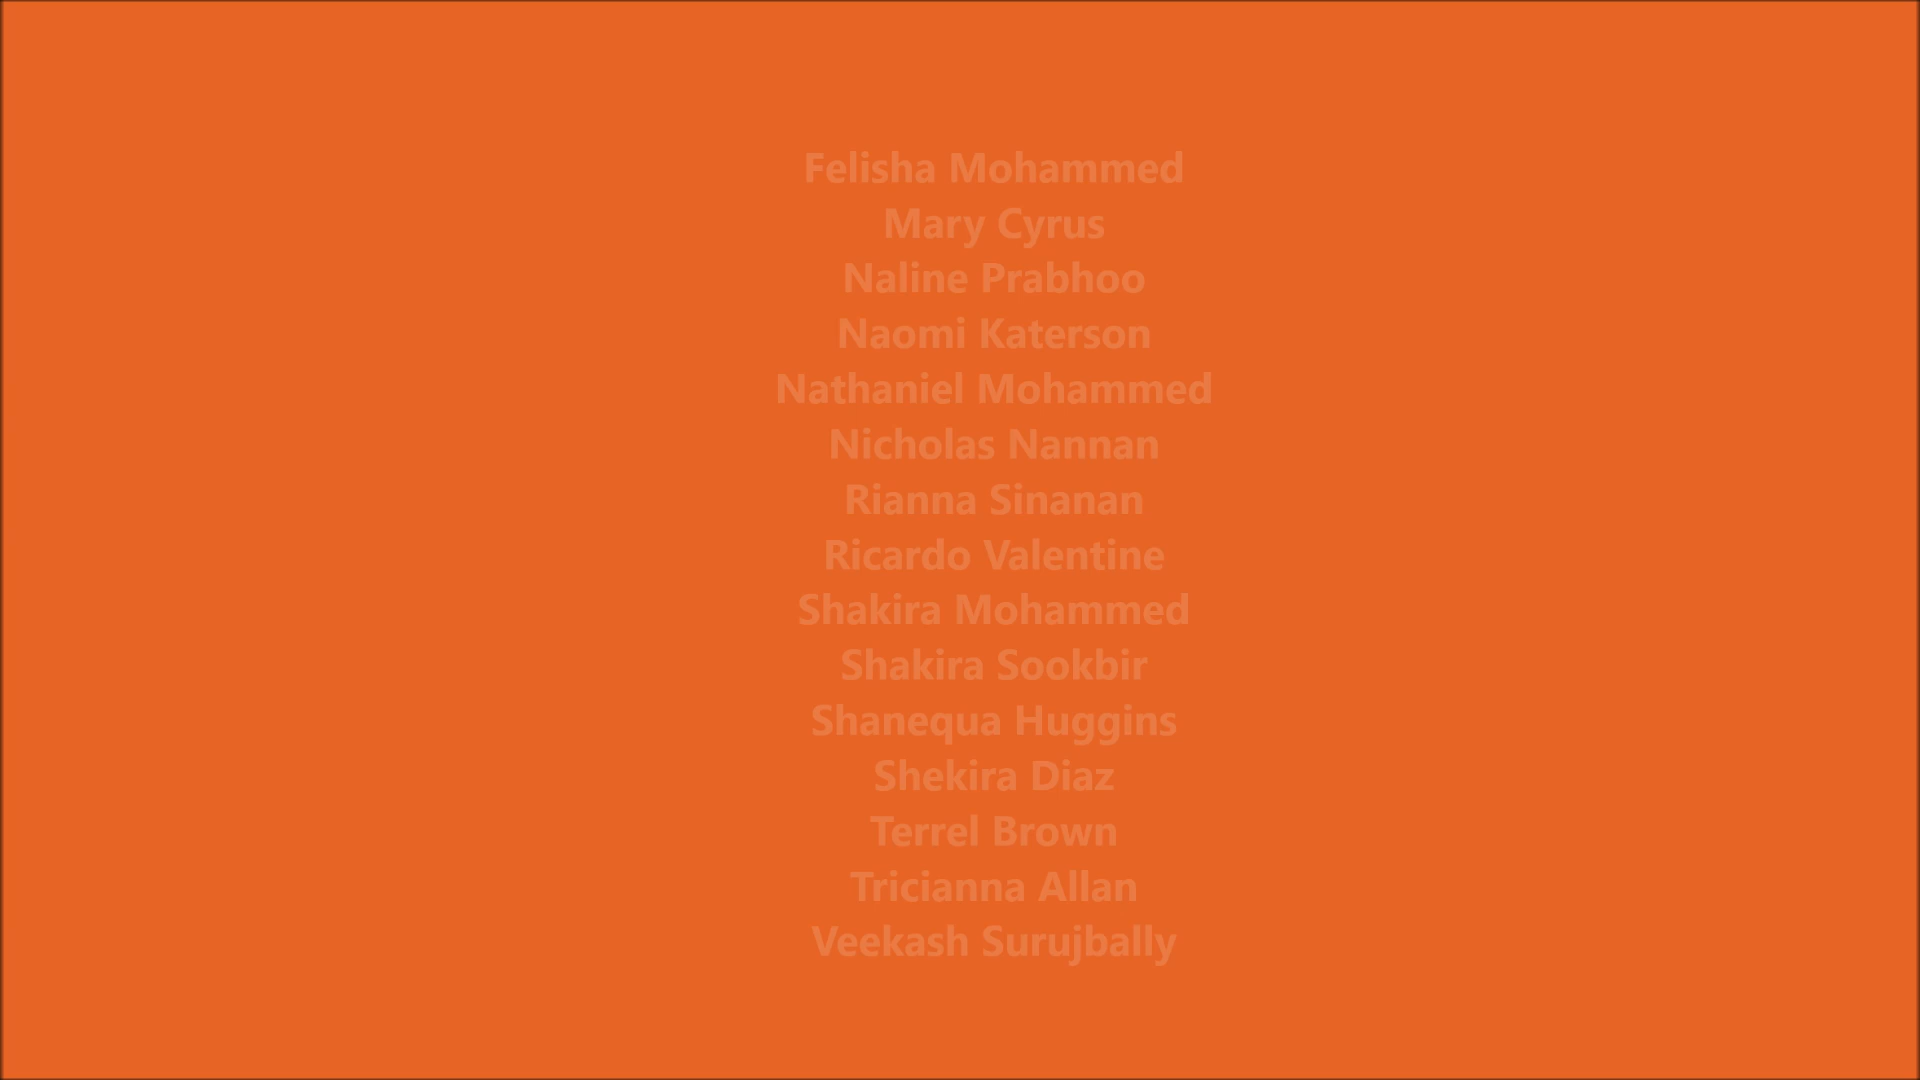 Felisha Mohammed
Mary Cyrus
Naline Prabhoo
Naomi Katerson
Nathaniel Mohammed
Nicholas Nannan
Rianna Sinanan
Ricardo Valentine
Shakira Mohammed
Shakira Sookbir
Shanequa Huggins
Shekira Diaz
Terrel Brown
Tricianna Allan
Veekash Surujbally